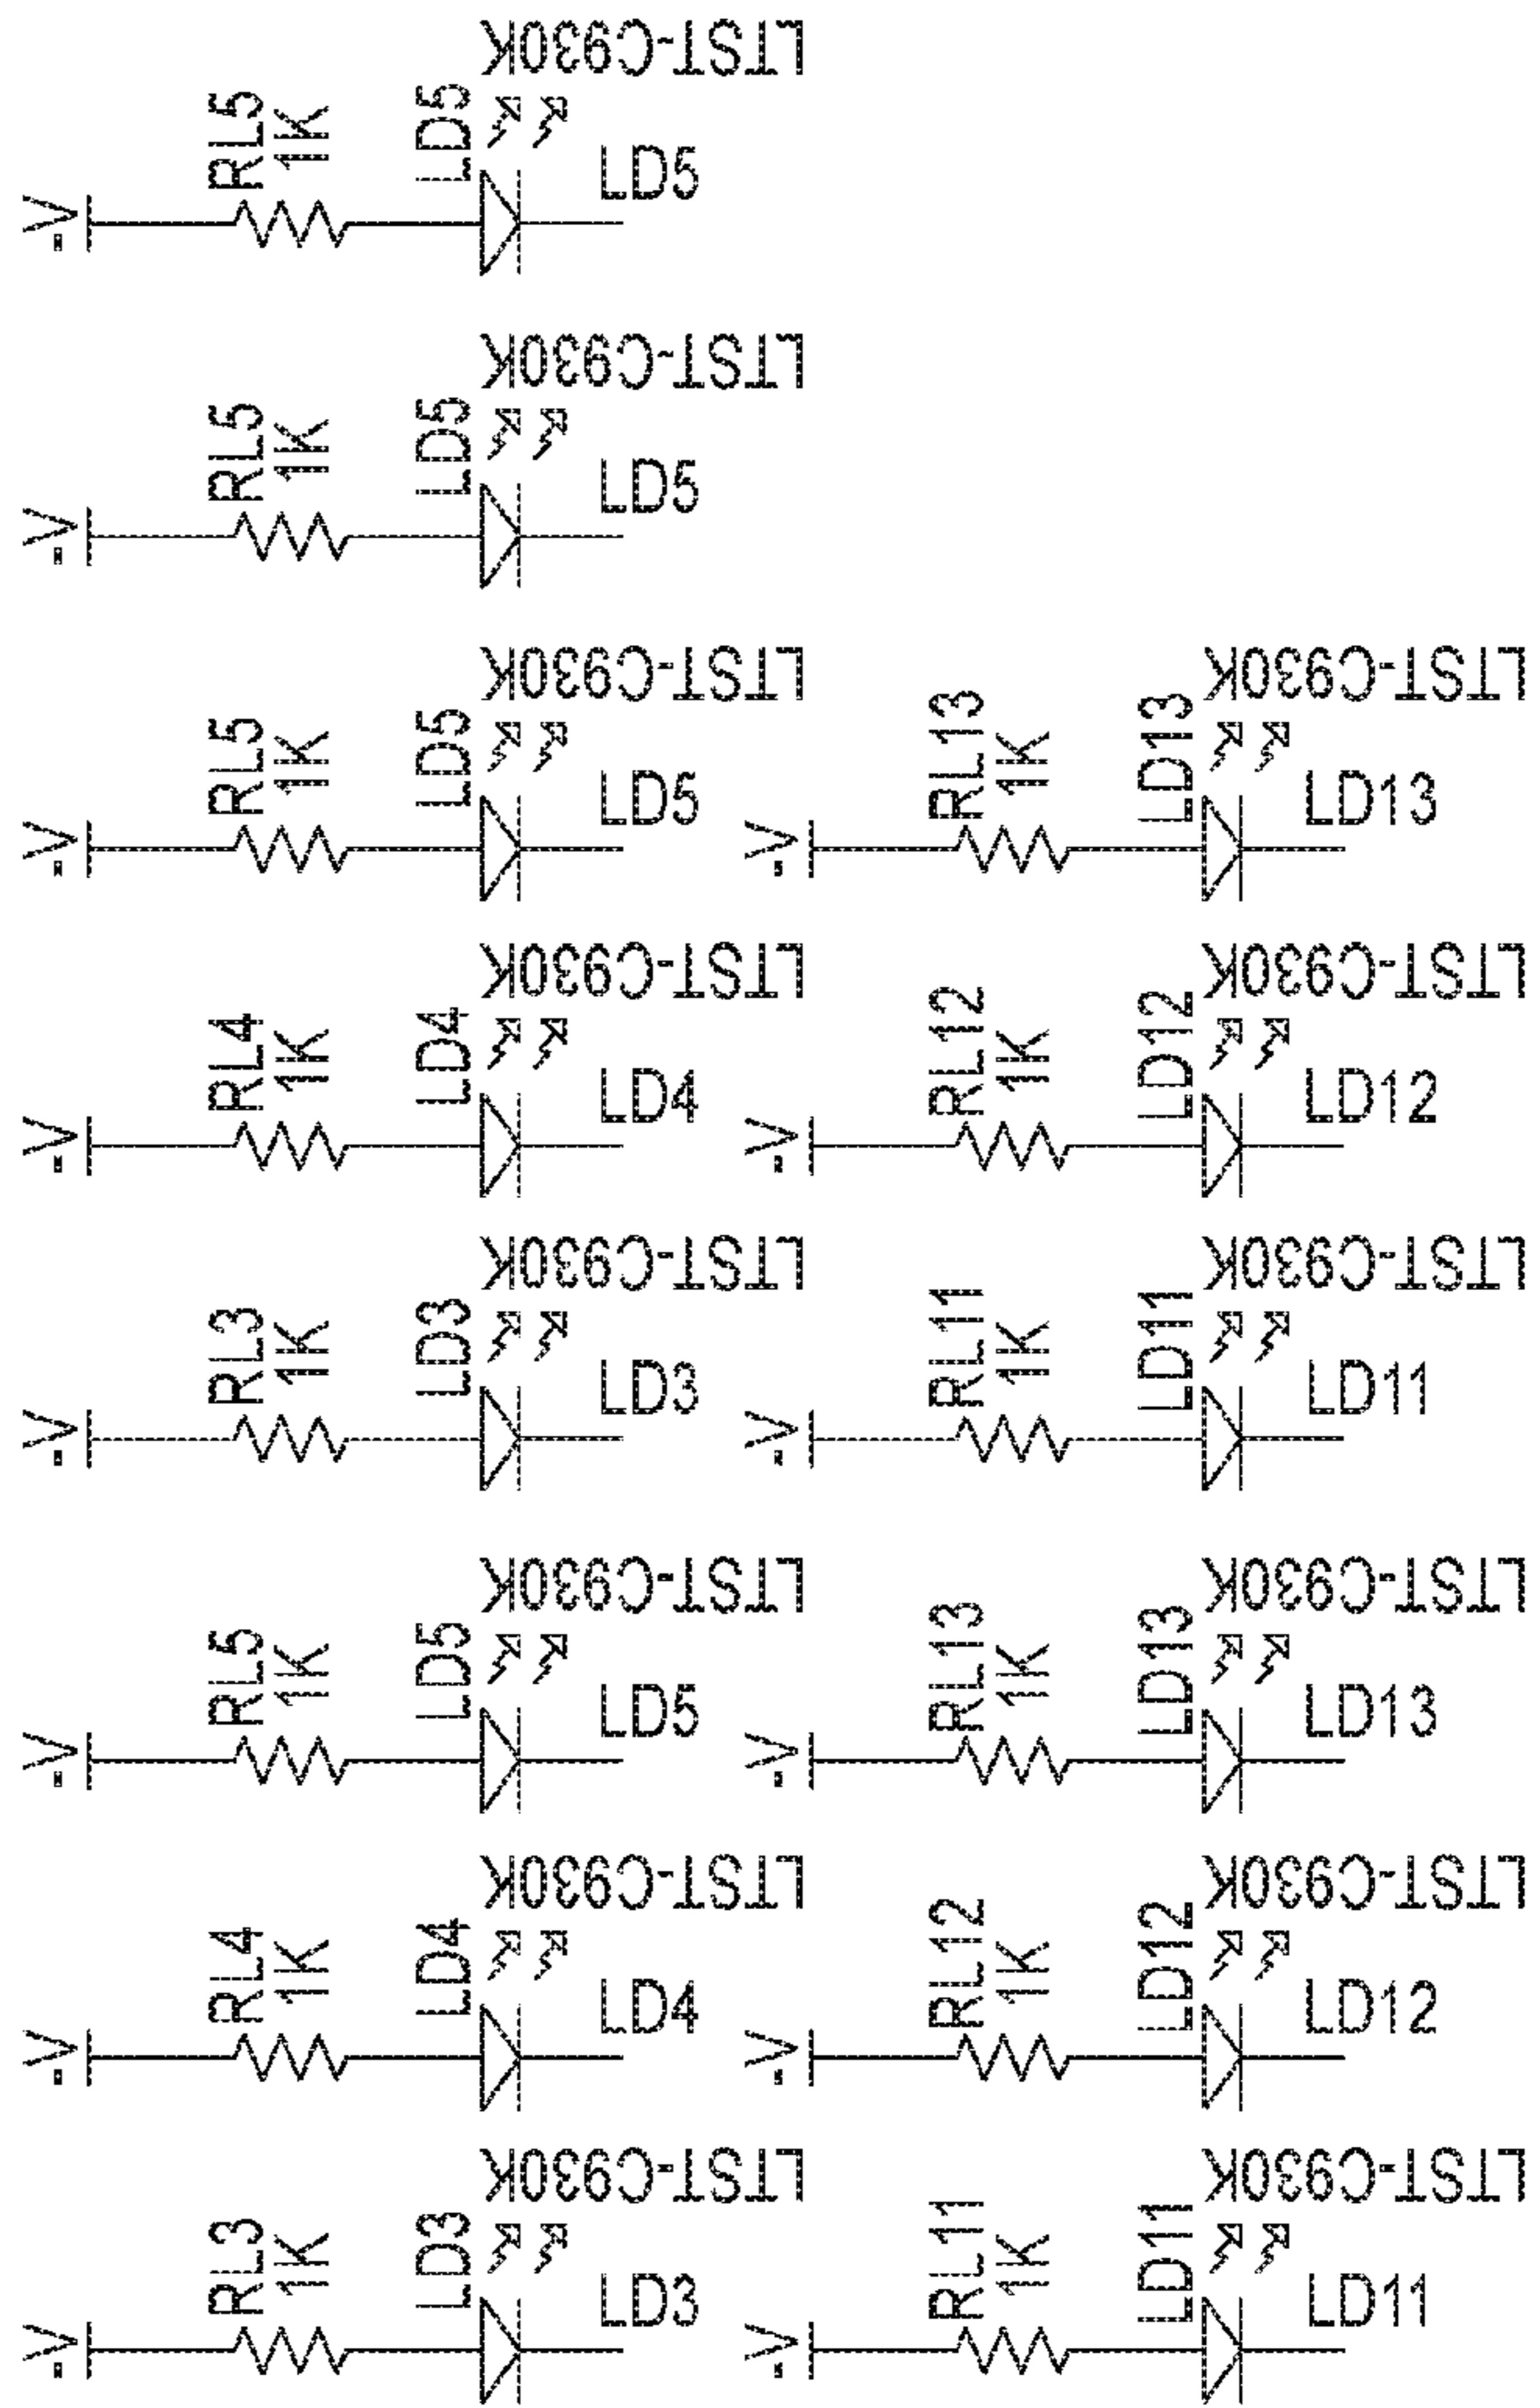 -V
RL5
1K
LD5
LTST-C930K
LD5
-V
RL5
1K
LD5
LTST-C930K
LD5
-V
RL5
1K
LD5
LTST-C930K
LD5
-V
RL13
1K
LD13
LTST-C930K
LD13
-V
RL4
1K
LD4
LTST-C930K
LD4
-V
RL12
1K
LD12
LTST-C930K
LD12
-V
RL3
1K
LD3
LTST-C930K
LD3
-V
RL11
1K
LD11
LTST-C930K
LD11
-V
RL5
1K
LD5
LTST-C930K
LD5
-V
RL13
1K
LD13
LTST-C930K
LD13
-V
RL4
1K
LD4
LTST-C930K
LD4
-V
RL12
1K
LD12
LTST-C930K
LD12
-V
RL3
1K
LD3
LTST-C930K
LD3
-V
RL11
1K
LD11
LTST-C930K
LD11